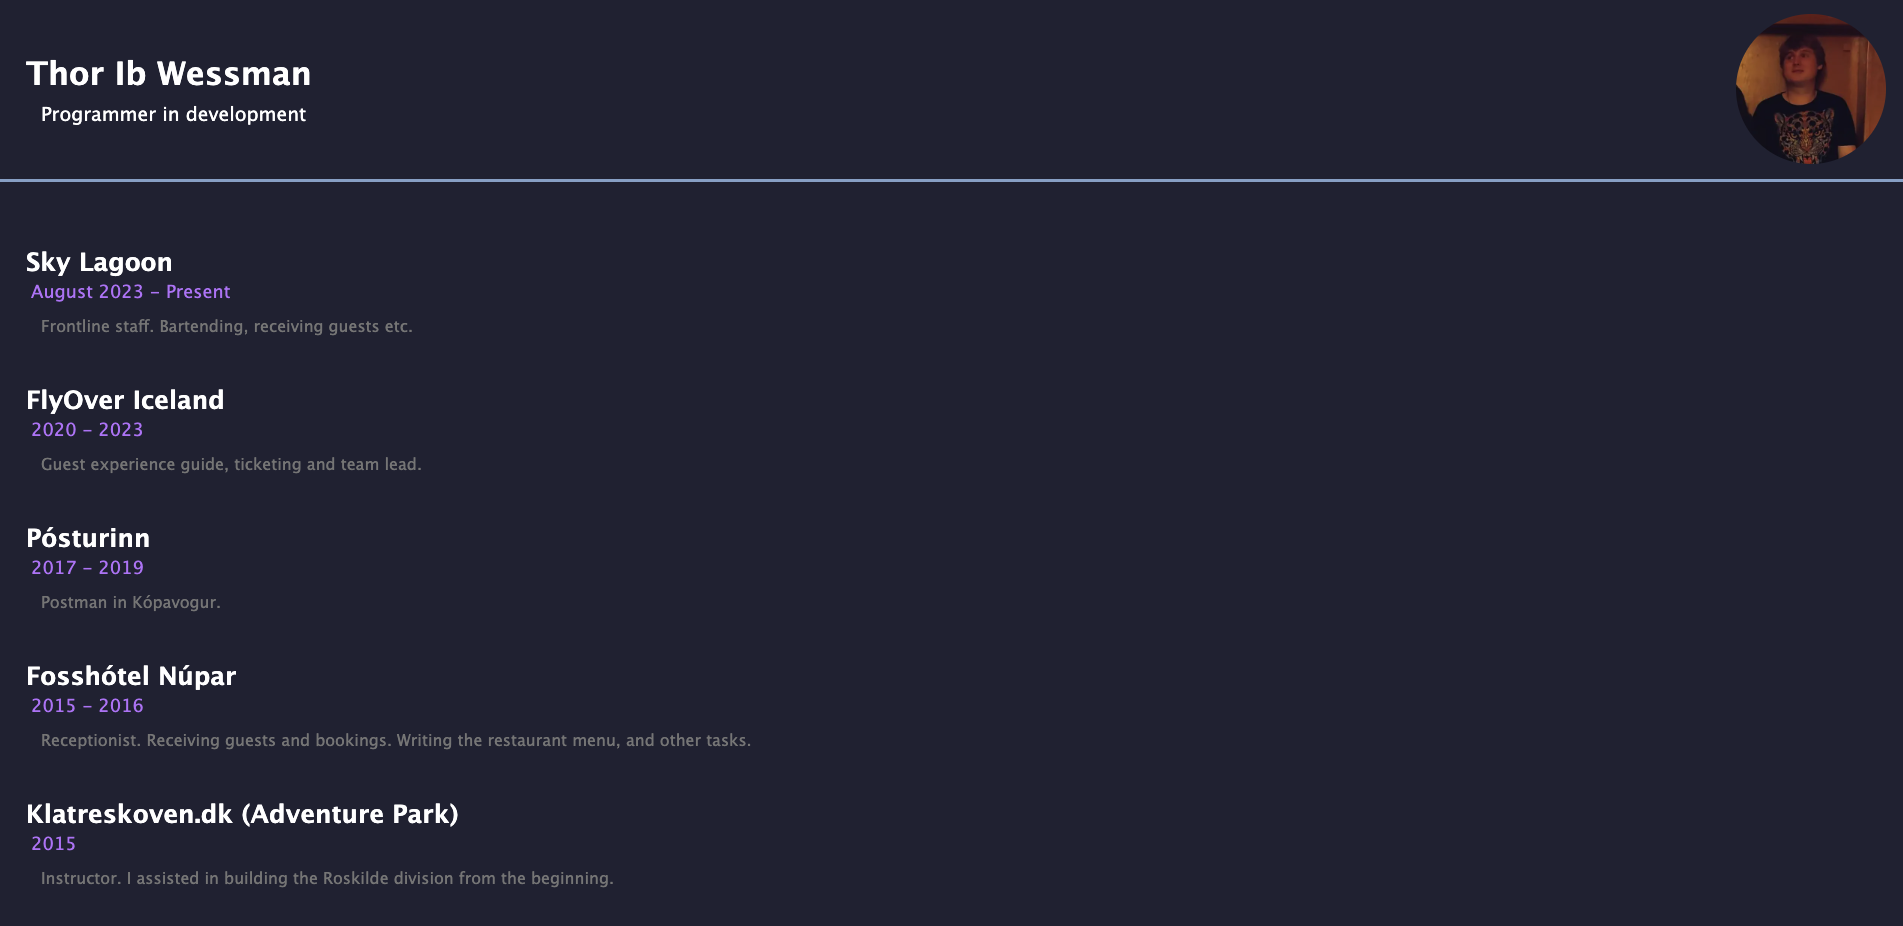 Thor Ib Wessman
Programmer in development
Sky Lagoon
August 2023 - Present
Frontline staff. Bartending, receiving guests etc.
FlyOver Iceland
2020 - 2023
Guest experience guide, ticketing and team lead.
Pósturinn
2017 - 2019
Postman in Kópavogur.
Fosshótel Núpar
2015 - 2016
Receptionist. Receiving guests and bookings. Writing the restaurant menu, and other tasks.
Klatreskoven.dk (Adventure Park)
2015
Instructor. I assisted in building the Roskilde division from the beginning.